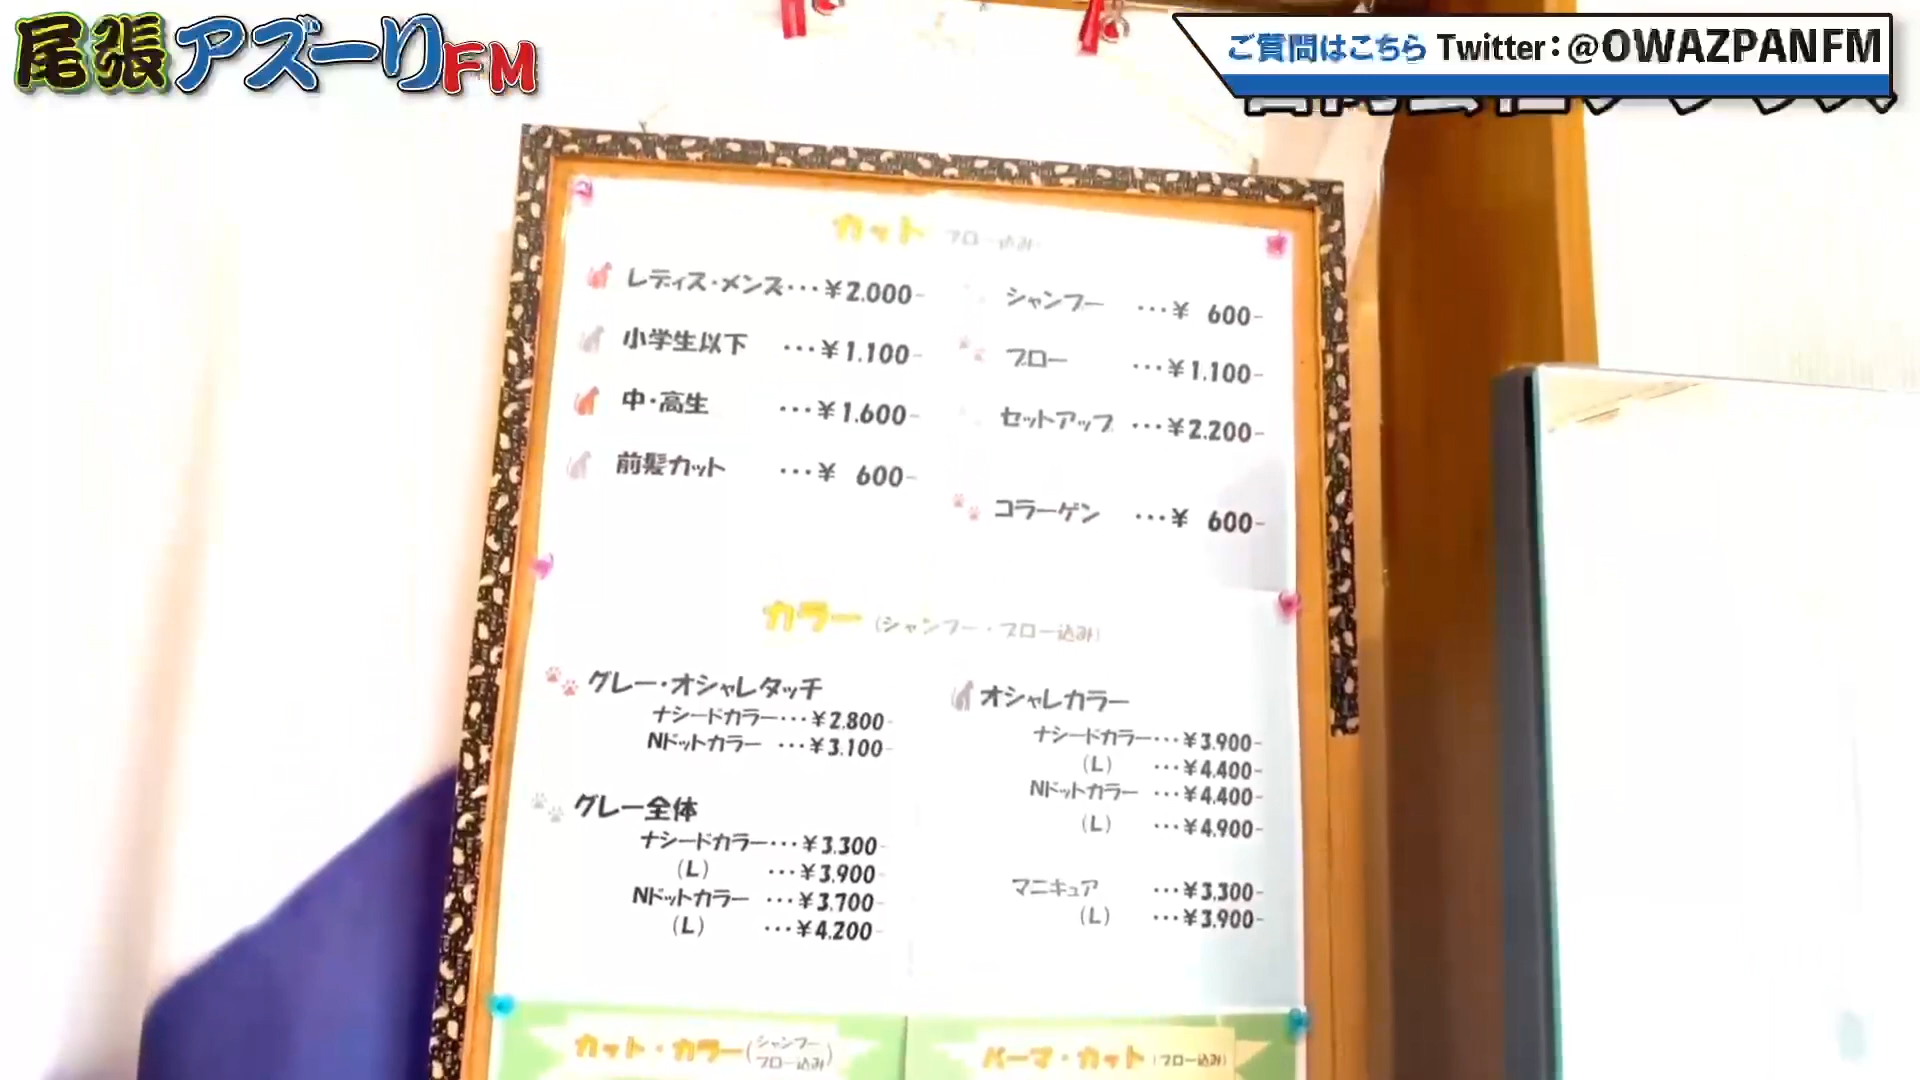 尾張アズーリFM
ご質問はこちら Twitter：@OWAZPANFM
カット ブロー込み
レディス・メンズ・・・¥2.000-
小学生以下 ・・・¥1.100-
中・高生 ・・・¥1.600-
前髪カット ・・・¥ 600-
シャンプー ・・・¥ 600-
ブロー ・・・¥1.100-
セットアップ ・・・¥2.200-
コラーゲン ・・・¥ 600-
カラー (シャンプー・ブロー込み)
グレー・オシャレタッチ
ナシードカラー・・・¥2.800-
Nドットカラー ・・・¥3.100-
グレー全体
ナシードカラー・・・¥3.300-
(L) ・・・¥3.900-
Nドットカラー ・・・¥3.700-
(L) ・・・¥4.200-
オシャレカラー
ナシードカラー・・・¥3.900-
(L) ・・・¥4.400-
Nドットカラー ・・・¥4.400-
(L) ・・・¥4.900-
マニキュア ・・・¥3.300-
(L) ・・・¥3.900-
カット・カラー(シャンプー ブロー込み)
パーマ・カット (ブロー込み)